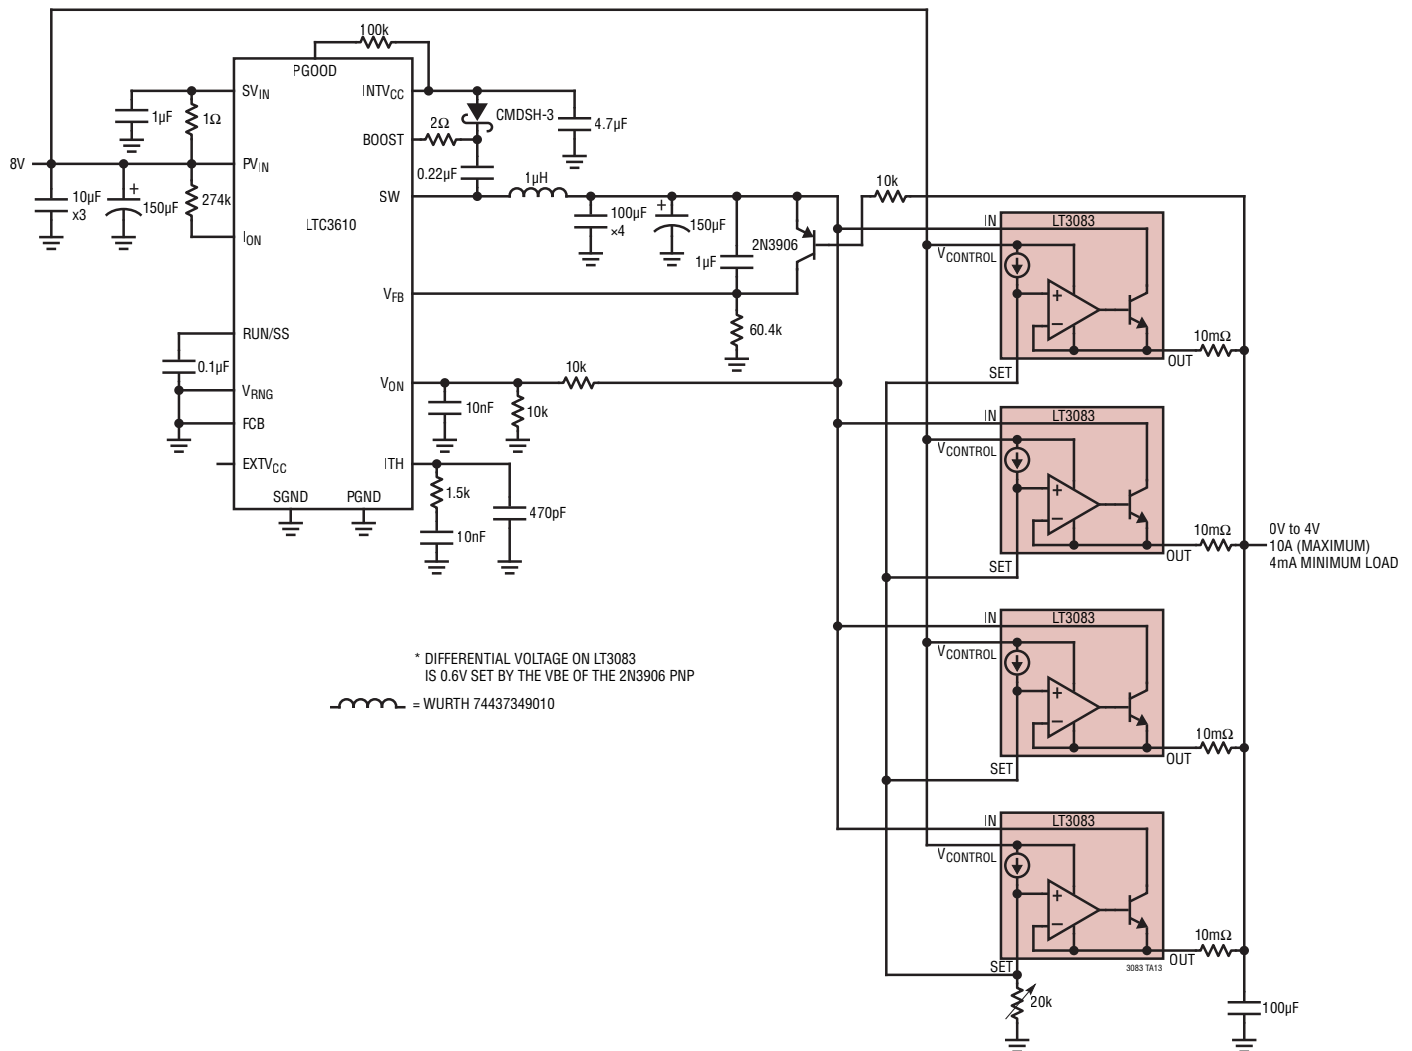 100k
PGOOD
SVIN
INTVCC
1µF
1Ω
2Ω
CMDSH-3
4.7µF
BOOST
8V
PVIN
0.22µF
1µH
10µF
x3
150µF
274k
SW
LTC3610
ION
100µF
×4
150µF
1µF
2N3906
10k
VFB
60.4k
RUN/SS
0.1µF
VRNG
FCB
EXTVCC
VON
10nF
10k
10k
ITH
1.5k
10nF
470pF
SGND
PGND
IN
LT3083
VCONTROL
+
–
10mΩ
OUT
SET
IN
LT3083
VCONTROL
+
–
10mΩ
OUT
SET
0V to 4V
10A (MAXIMUM)
4mA MINIMUM LOAD
IN
LT3083
VCONTROL
+
–
10mΩ
OUT
SET
* DIFFERENTIAL VOLTAGE ON LT3083
IS 0.6V SET BY THE VBE OF THE 2N3906 PNP
= WURTH 74437349010
IN
LT3083
VCONTROL
+
–
10mΩ
OUT
SET
3083 TA13
20k
100µF